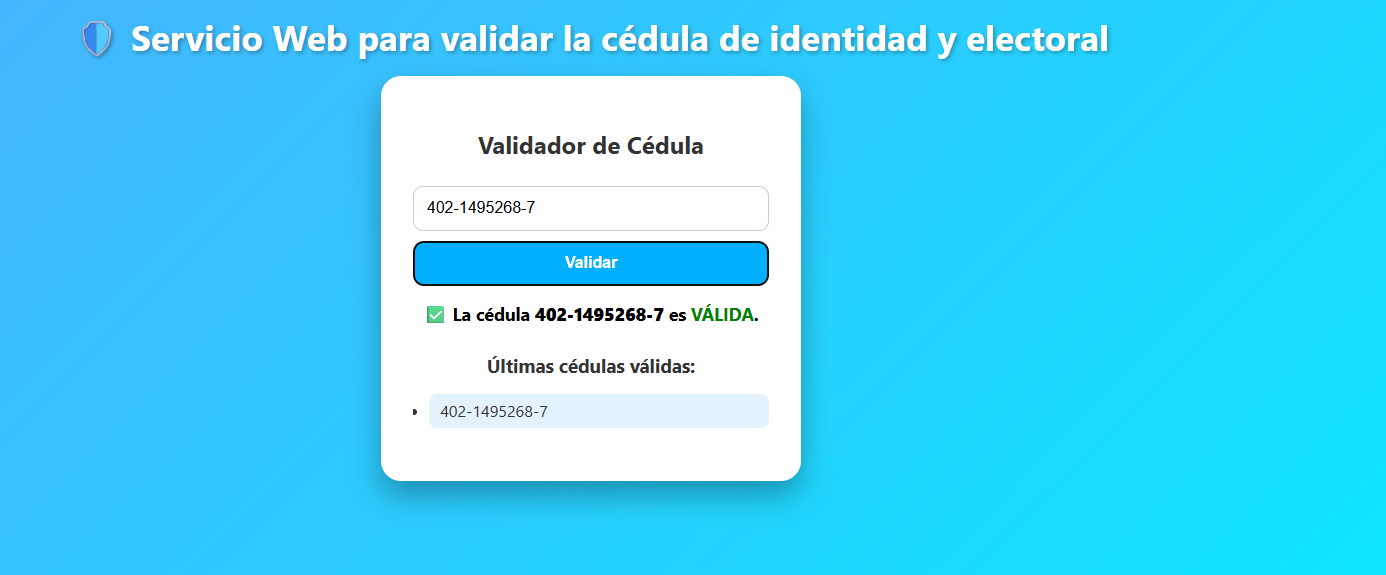 Servicio Web para validar la cédula de identidad y electoral
Validador de Cédula
402-1495268-7
Validar
La cédula 402-1495268-7 es VÁLIDA.
Últimas cédulas válidas:
402-1495268-7